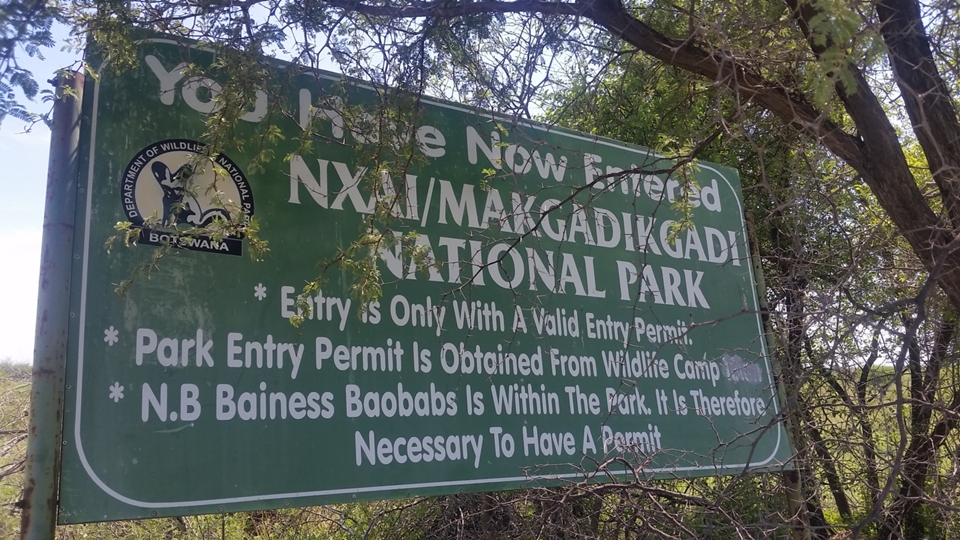 You Have Now Entered
NXAI/MAKGADIKGADI
NATIONAL PARK
* Entry is Only With A Valid Entry Permit.
* Park Entry Permit Is Obtained From Wildlife Camp
* N.B Bainess Baobabs Is Within The Park. It Is Therefore
Necessary To Have A Permit
DEPARTMENT OF WILDLIFE NATIONAL
BOTSWANA